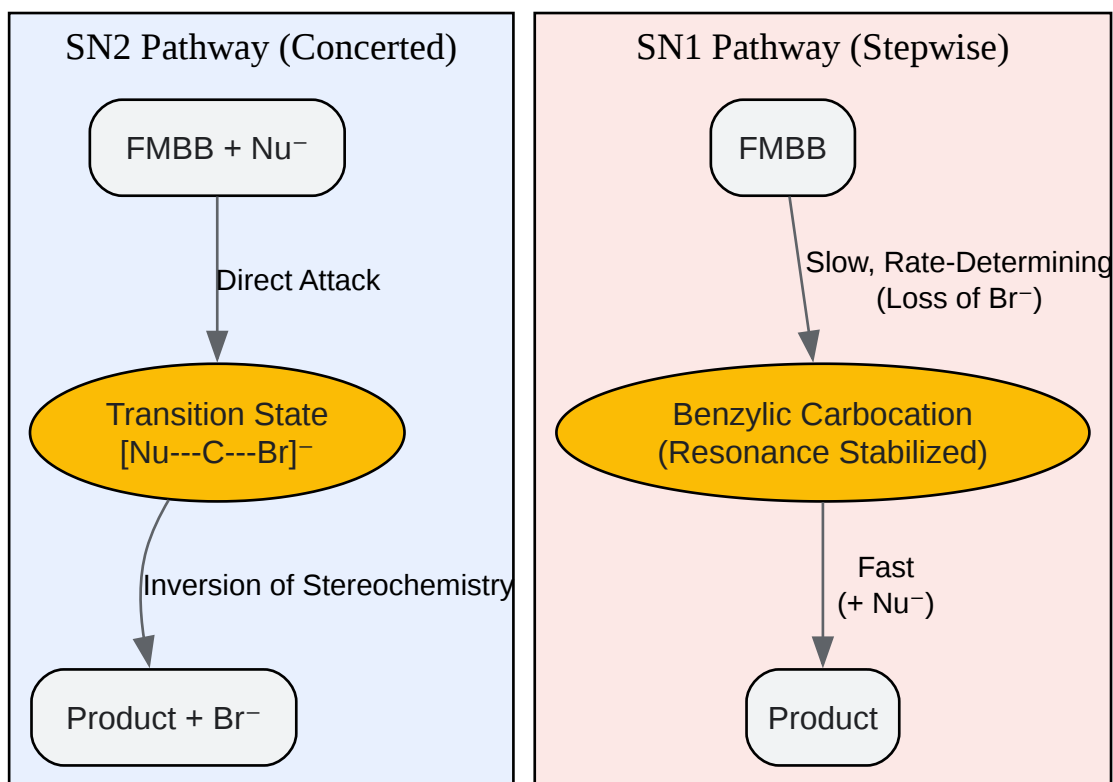 SN2 Pathway (Concerted)
FMBB + Nu⁻
Direct Attack
Transition State
[Nu---C---Br]⁻
Inversion of Stereochemistry
Product + Br⁻
SN1 Pathway (Stepwise)
FMBB
Slow, Rate-Determining
(Loss of Br⁻)
Benzylic Carbocation
(Resonance Stabilized)
Fast
(+ Nu⁻)
Product